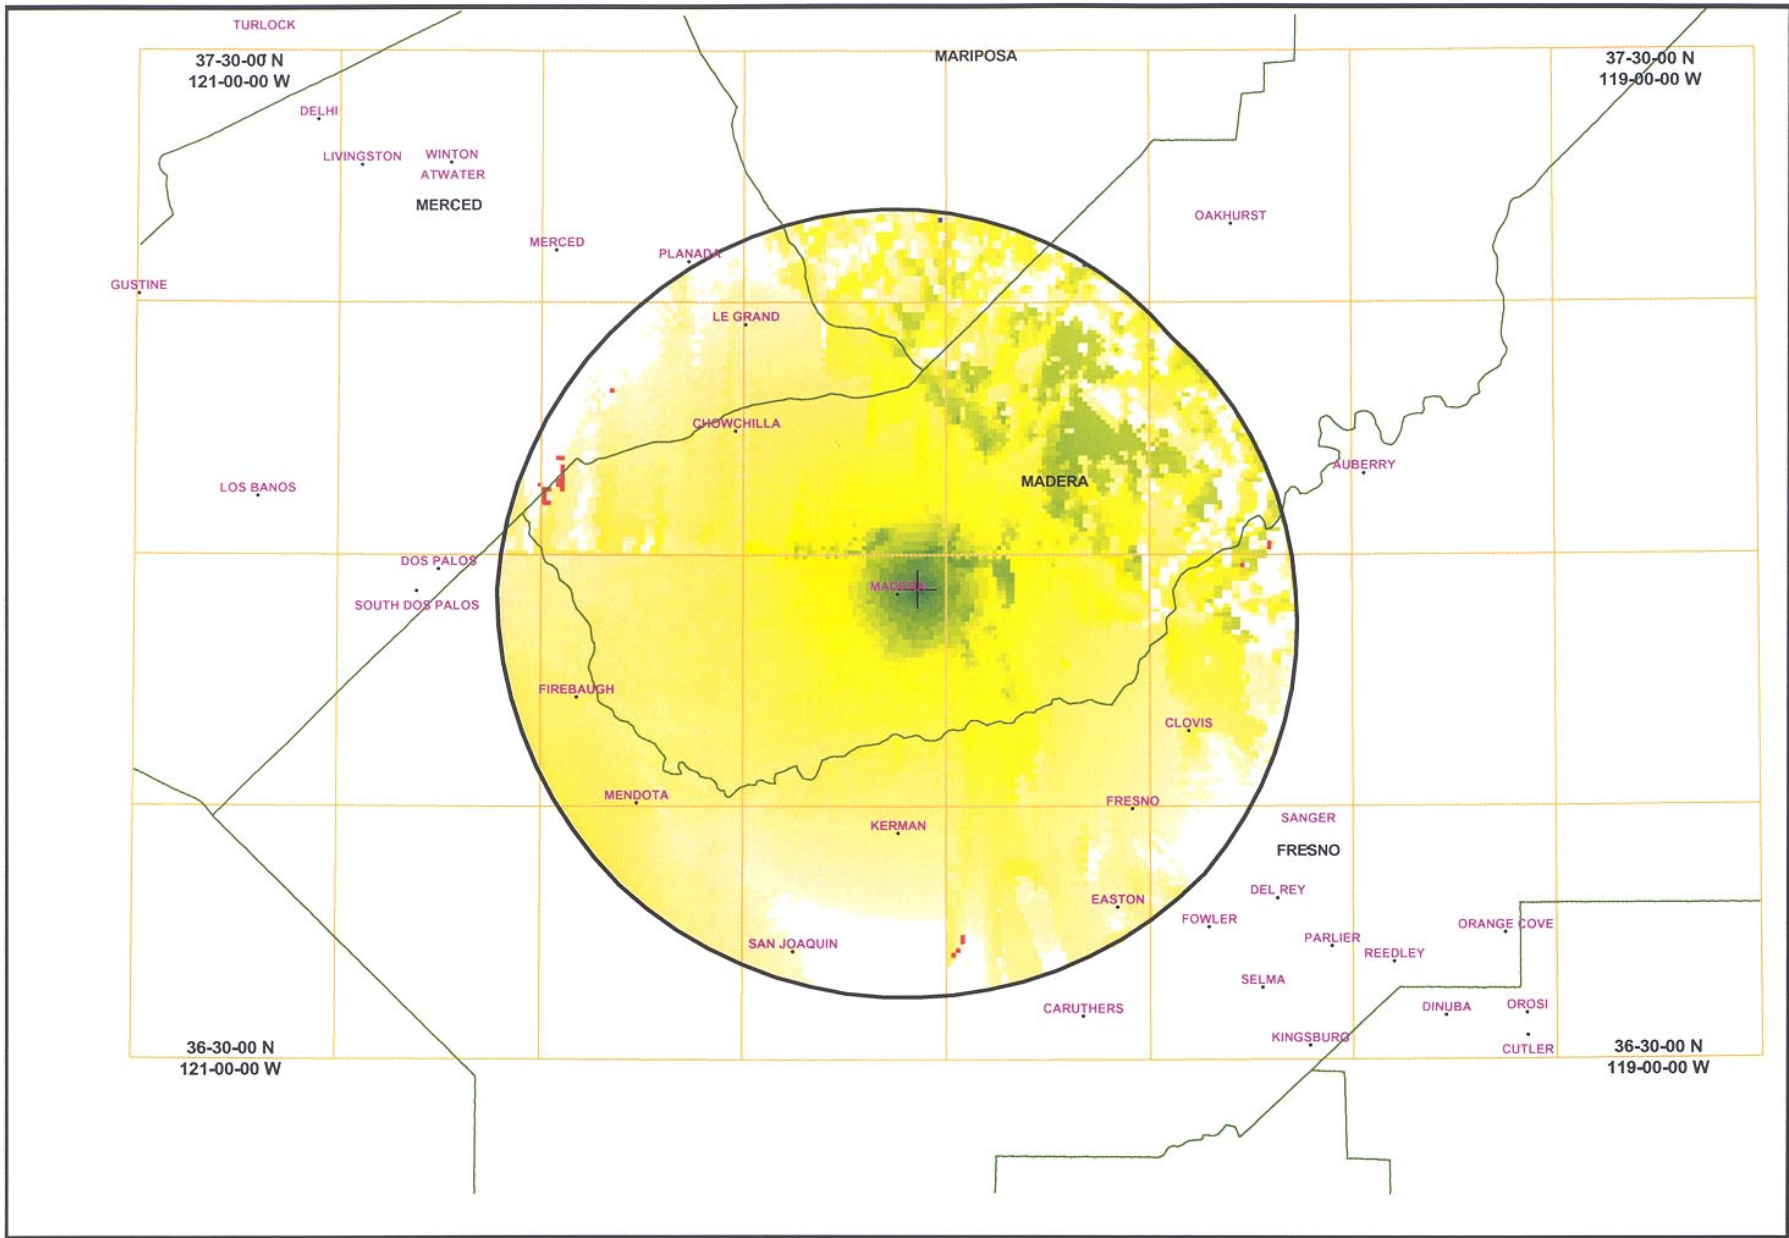 TURLOCK
37-30-00 N
121-00-00 W
MARIPOSA
37-30-00 N
119-00-00 W
DELHI
LIVINGSTON
WINTON
ATWATER
MERCED
OAKHURST
MERCED
PLANADA
GUSTINE
LE GRAND
CHOWCHILLA
AUBERRY
MADERA
LOS BANOS
DOS PALOS
MADERA
SOUTH DOS PALOS
FIREBAUGH
CLOVIS
MENDOTA
FRESNO
KERMAN
SANGER
FRESNO
DEL REY
EASTON
FOWLER
ORANGE COVE
PARLIER
SAN JOAQUIN
REEDLEY
SELMA
CARUTHERS
DINUBA
OROSI
KINGSBURG
CUTLER
36-30-00 N
121-00-00 W
36-30-00 N
119-00-00 W